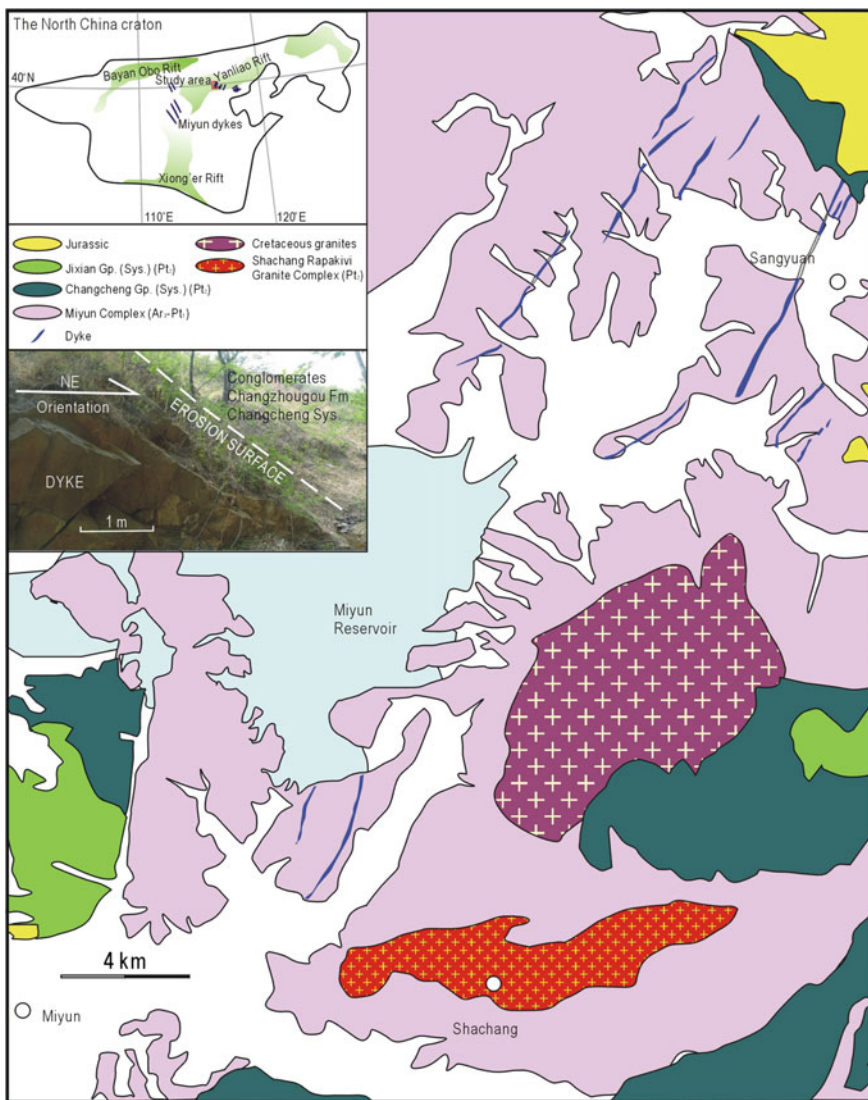 The North China craton
Bayan Obo Rift
40°N
Study area
Yanliao Rift
Miyun dykes
Xiong'er Rift
110°E
120°E
Jurassic
Jixian Gp. (Sys.) (Pt₂)
Changcheng Gp. (Sys.) (Pt₂)
Miyun Complex (Ar₃-Pt₁)
Dyke
Cretaceous granites
Shachang Rapakivi
Granite Complex (Pt₂)
NE
Orientation
Conglomerates
Changzhougou Fm
Changcheng Sys.
EROSION SURFACE
DYKE
1 m
Sangyuan
Miyun
Reservoir
4 km
Miyun
Shachang